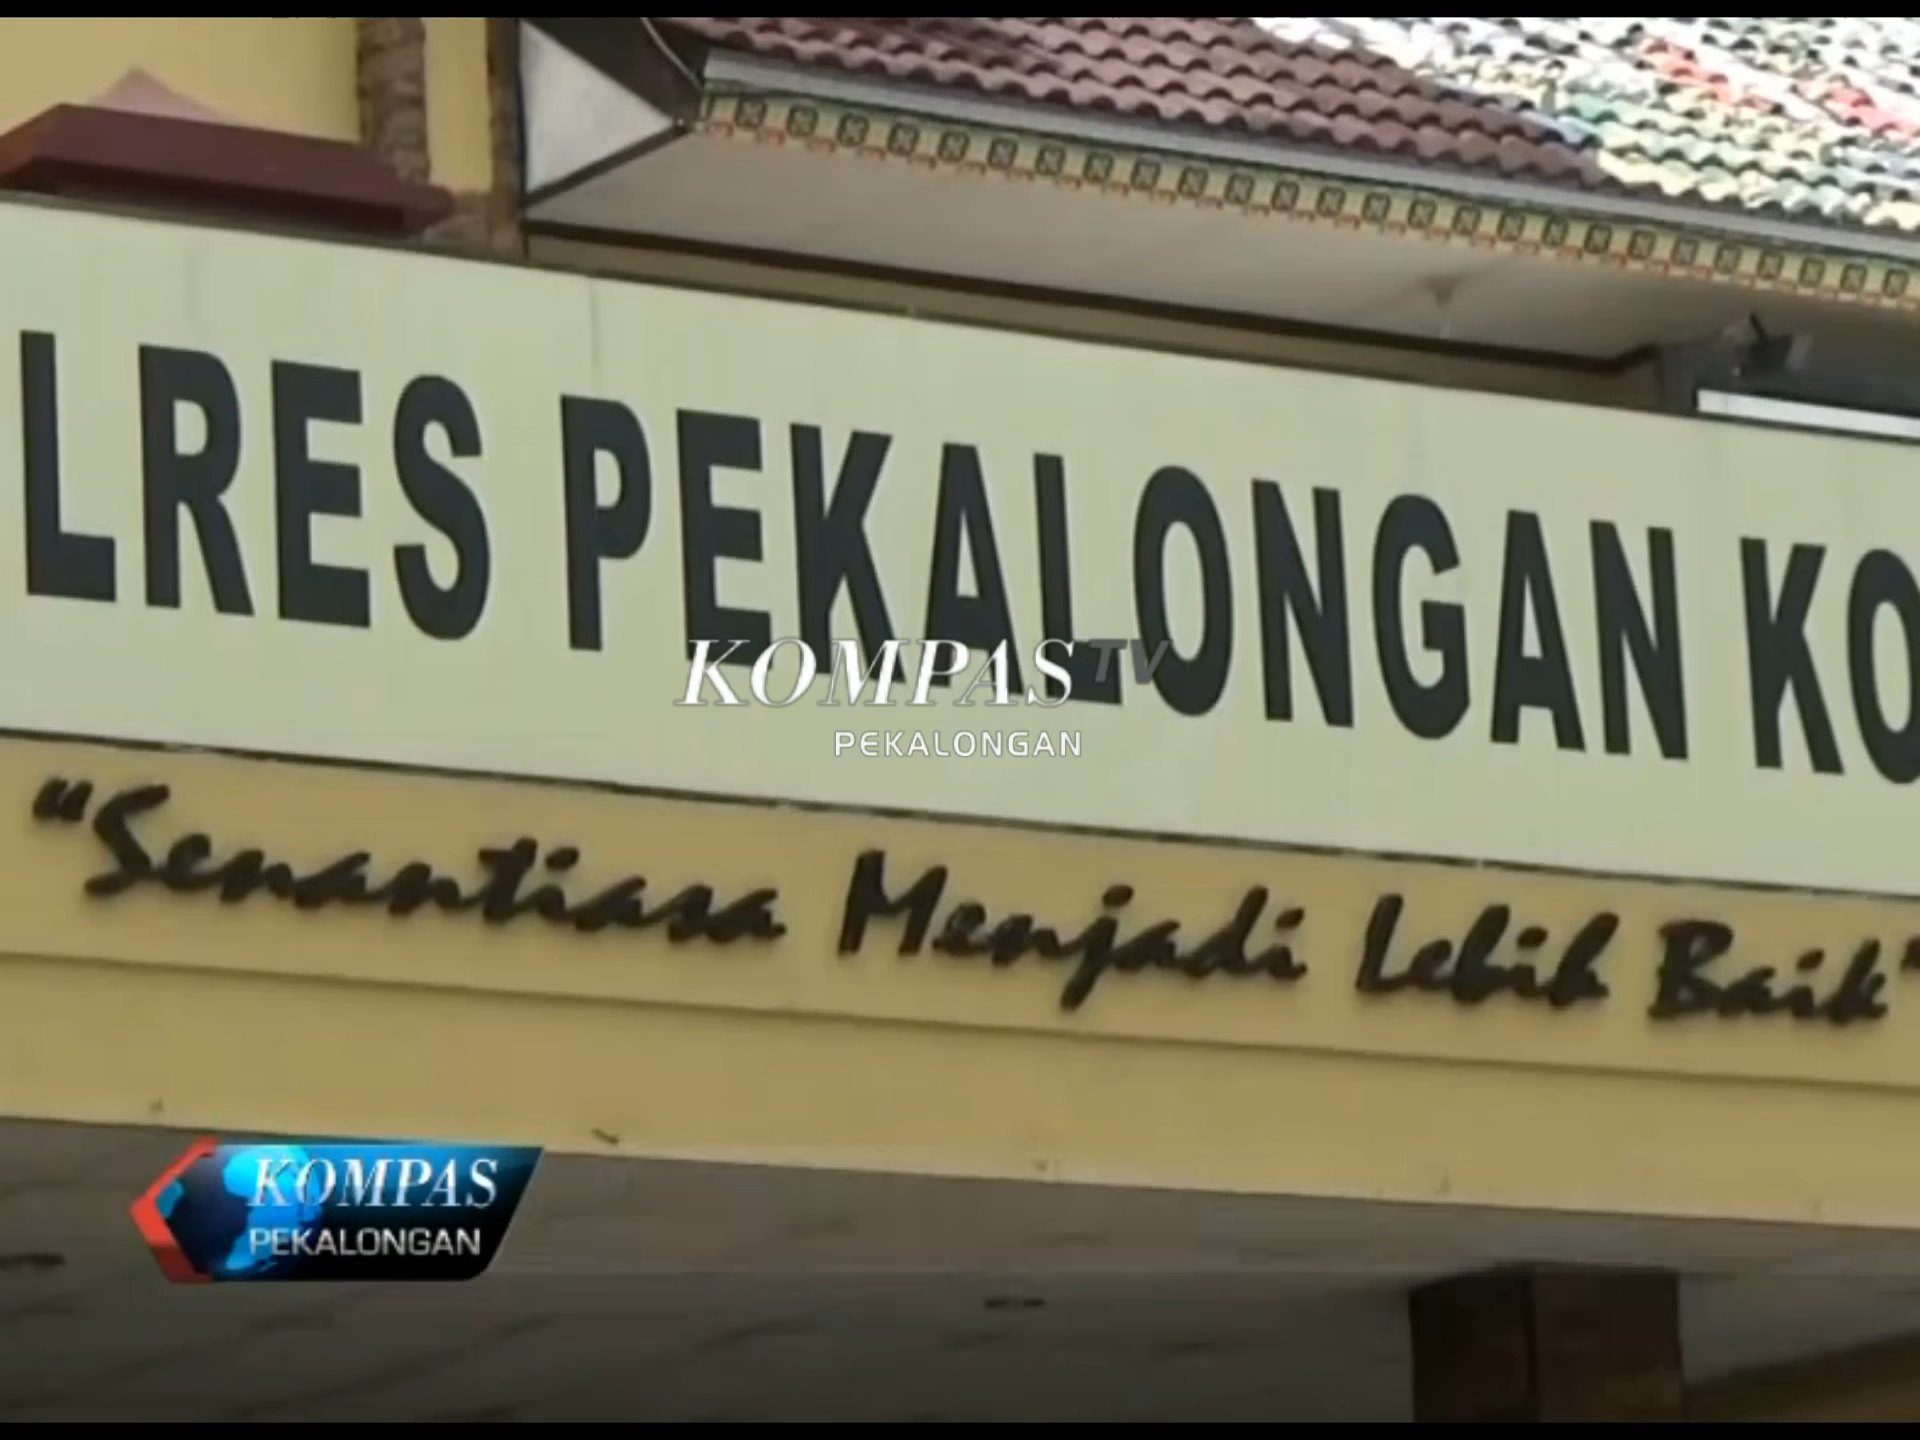 LRES PEKALONGAN KO
KOMPAS TV
PEKALONGAN
"Senantiasa Menjadi Lebih Baik"
KOMPAS
PEKALONGAN